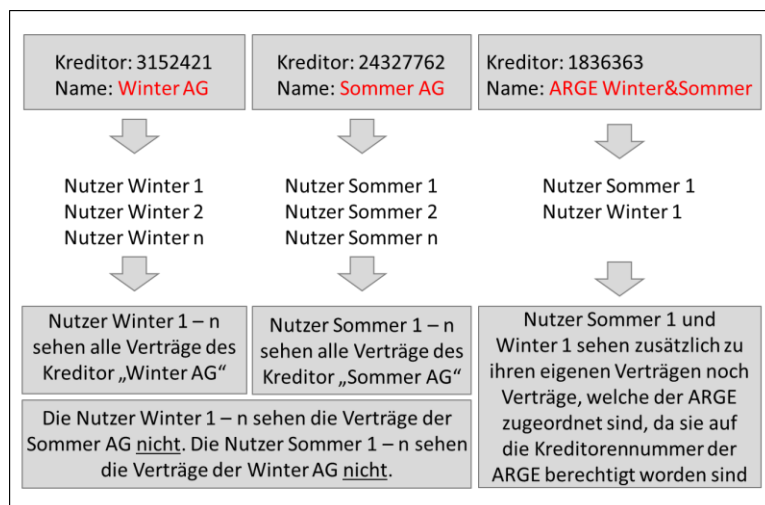 Kreditor: 3152421
Name: Winter AG
Kreditor: 24327762
Name: Sommer AG
Kreditor: 1836363
Name: ARGE Winter&Sommer
Nutzer Winter 1
Nutzer Winter 2
Nutzer Winter n
Nutzer Sommer 1
Nutzer Sommer 2
Nutzer Sommer n
Nutzer Sommer 1
Nutzer Winter 1
Nutzer Winter 1 – n
sehen alle Verträge des
Kreditor „Winter AG“
Nutzer Sommer 1 – n
sehen alle Verträge des
Kreditor „Sommer AG“
Die Nutzer Winter 1 – n sehen die Verträge der
Sommer AG nicht. Die Nutzer Sommer 1 – n sehen
die Verträge der Winter AG nicht.
Nutzer Sommer 1 und
Winter 1 sehen zusätzlich zu
ihren eigenen Verträgen noch
Verträge, welche der ARGE
zugeordnet sind, da sie auf
die Kreditorennummer der
ARGE berechtigt worden sind